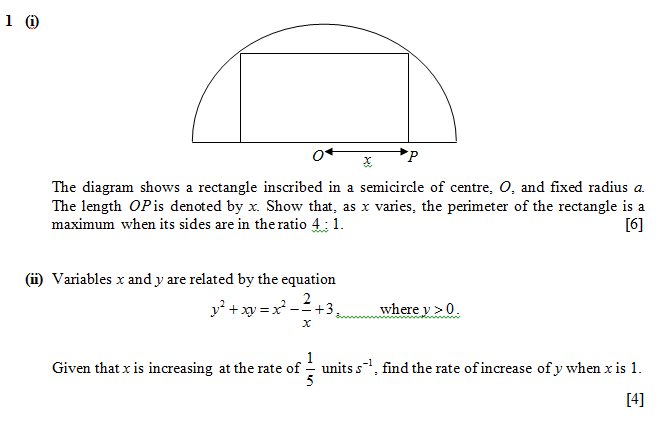 1 (i)
O x P
The diagram shows a rectangle inscribed in a semicircle of centre, O, and fixed radius a.
The length OP is denoted by x. Show that, as x varies, the perimeter of the rectangle is a
maximum when its sides are in the ratio 4 : 1. [6]
(ii) Variables x and y are related by the equation
y² + xy = x² − 2/x + 3, where y > 0.
Given that x is increasing at the rate of 1/5 units s⁻¹, find the rate of increase of y when x is 1.
[4]